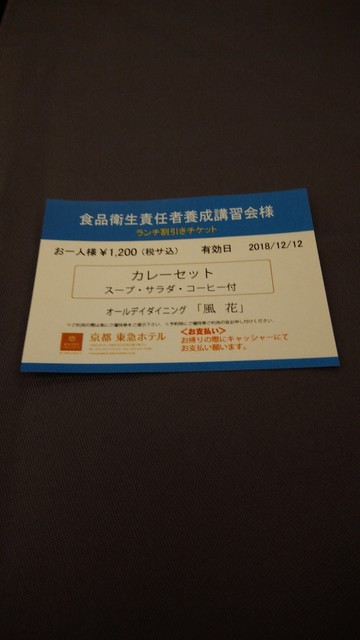 食品衛生責任者養成講習会様
ランチ割引きチケット
お一人様￥1,200（税サ込） 有効日 2018/12/12
カレーセット
スープ・サラダ・コーヒー付
オールデイダイニング 「風 花」
京都 東急ホテル
＜お支払い＞
お帰りの際にキャッシャーにて
お支払い願います。